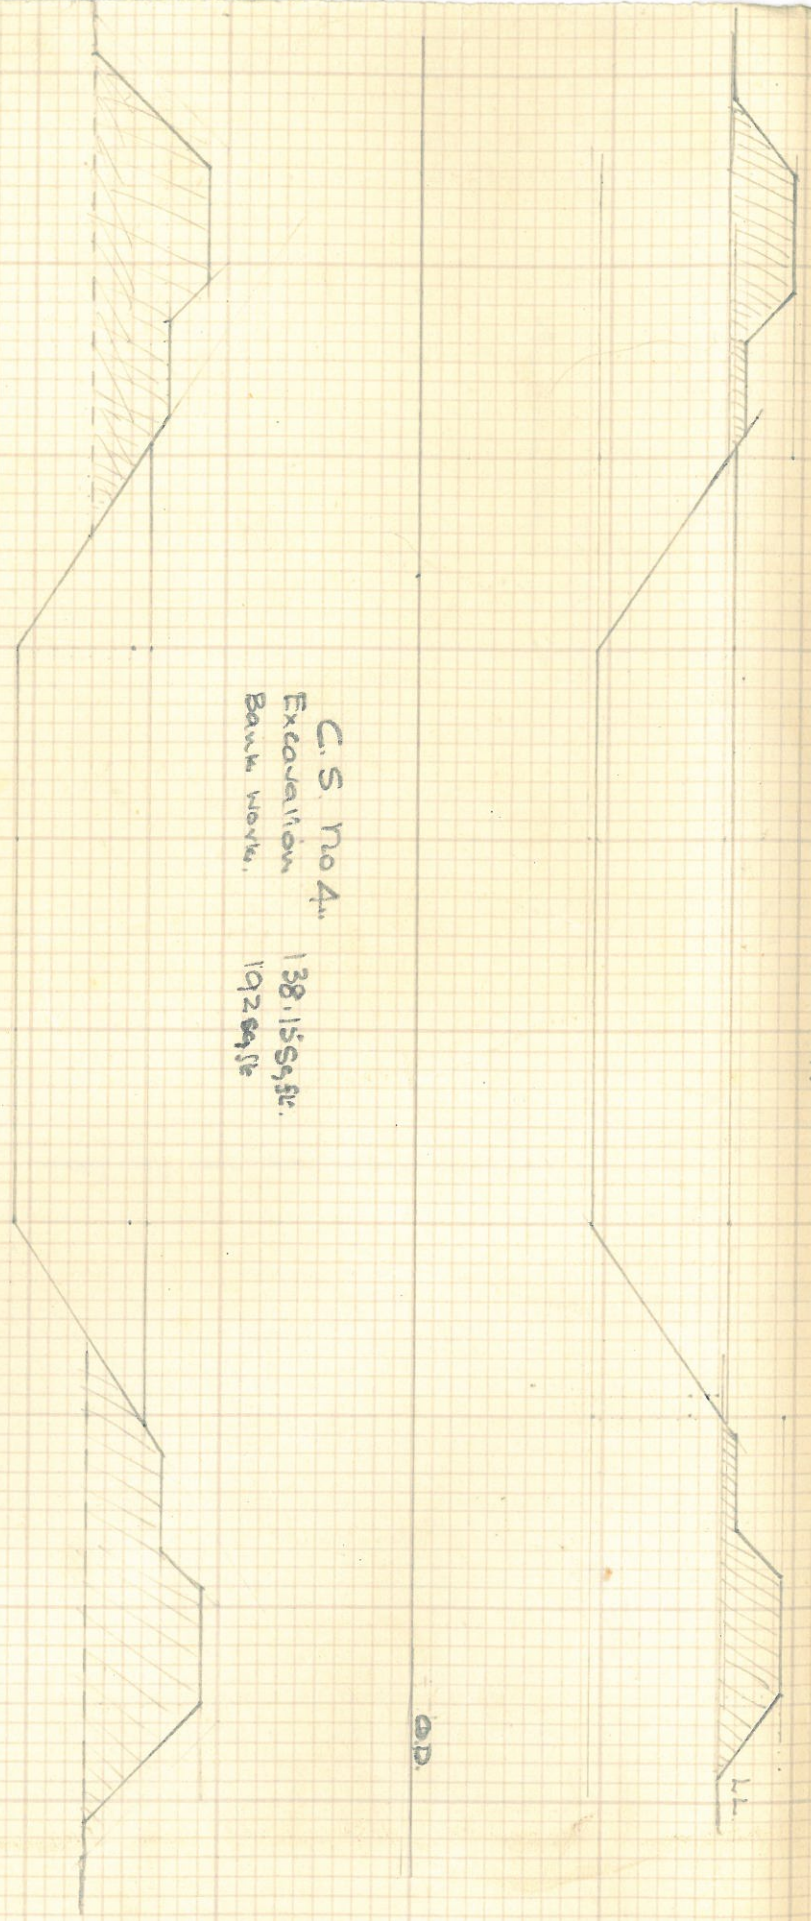 C.S. No 4.
Excavation 138.15 Sq. ft.
Bank work. 192 sq ft
O.D.
L.L.